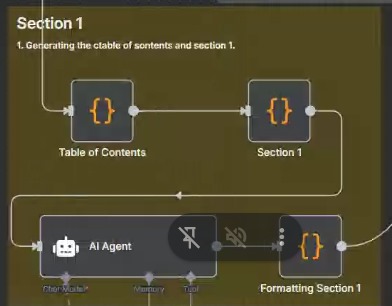 Section 1
1. Generating the ctable of sontents and section 1.
{} {}
Table of Contents Section 1
AI Agent {}
Chat Model* Memory Tool
Formatting Section 1